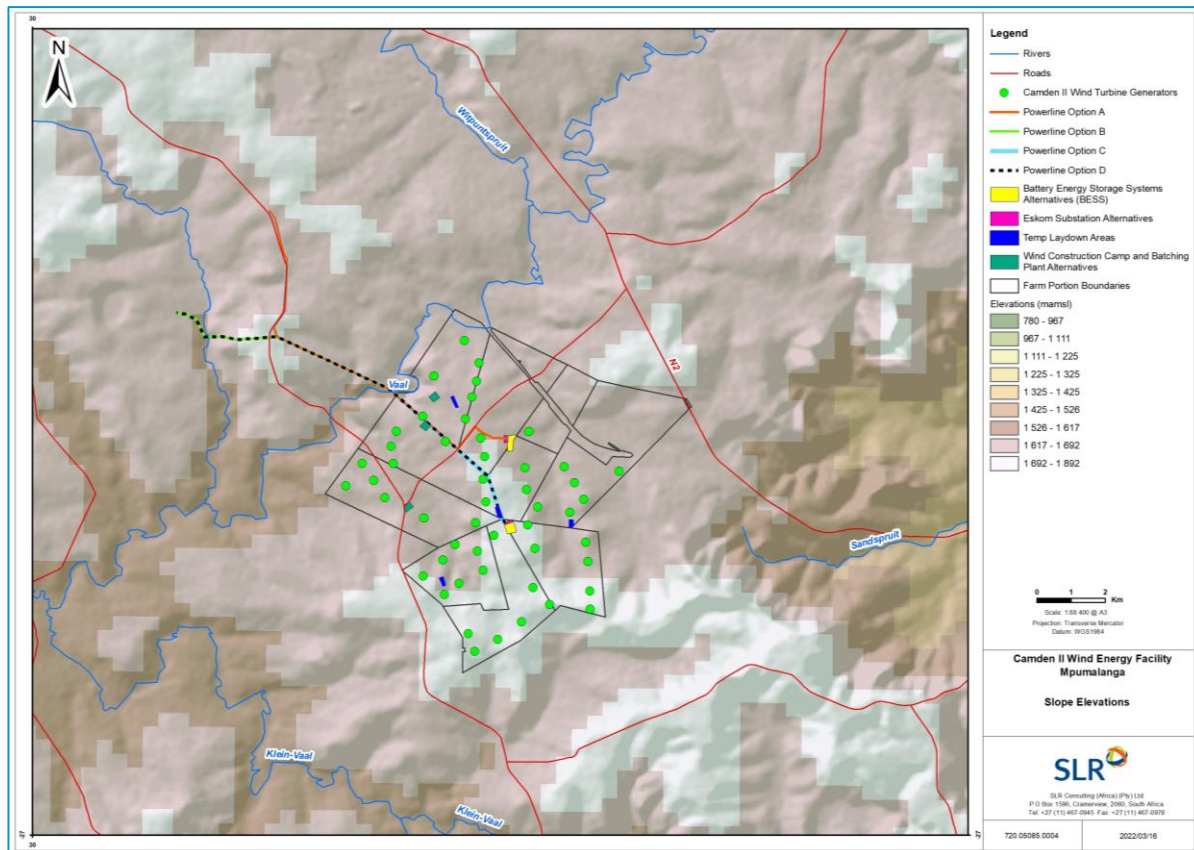 30
30
N
Witpuntspruit
N2
Vaal
Sandspruit
Klein-Vaal
Klein-Vaal
-27
-27
30
30
Legend
Rivers
Roads
Camden II Wind Turbine Generators
Powerline Option A
Powerline Option B
Powerline Option C
Powerline Option D
Battery Energy Storage Systems
Alternatives (BESS)
Eskom Substation Alternatives
Temp Laydown Areas
Wind Construction Camp and Batching
Plant Alternatives
Farm Portion Boundaries
Elevations (mamsl)
780 - 967
967 - 1 111
1 111 - 1 225
1 225 - 1 325
1 325 - 1 425
1 425 - 1 526
1 526 - 1 617
1 617 - 1 692
1 692 - 1 892
0 1 2
Km
Scale: 1:88 400 @ A3
Projection: Transverse Mercator
Datum: WGS1984
Camden II Wind Energy Facility
Mpumalanga
Slope Elevations
SLR
SLR Consulting (Africa) (Pty) Ltd
P O Box 1596, Cramerview, 2060, South Africa
Tel: +27 (11) 467-0945 Fax: +27 (11) 467-0978
720.05085.0004
2022/03/16